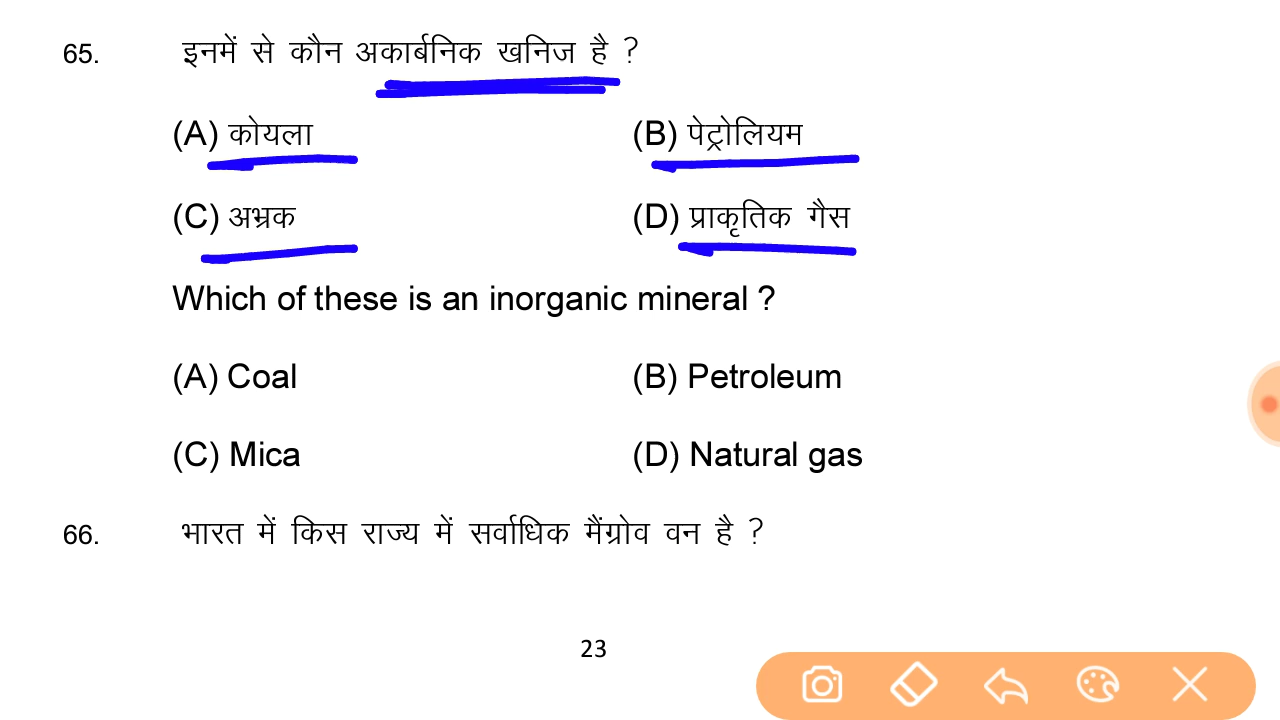 65. इनमें से कौन अकार्बनिक खनिज है ?
(A) कोयला (B) पेट्रोलियम
(C) अभ्रक (D) प्राकृतिक गैस
Which of these is an inorganic mineral ?
(A) Coal (B) Petroleum
(C) Mica (D) Natural gas
66. भारत में किस राज्य में सर्वाधिक मैंग्रोव वन है ?
23